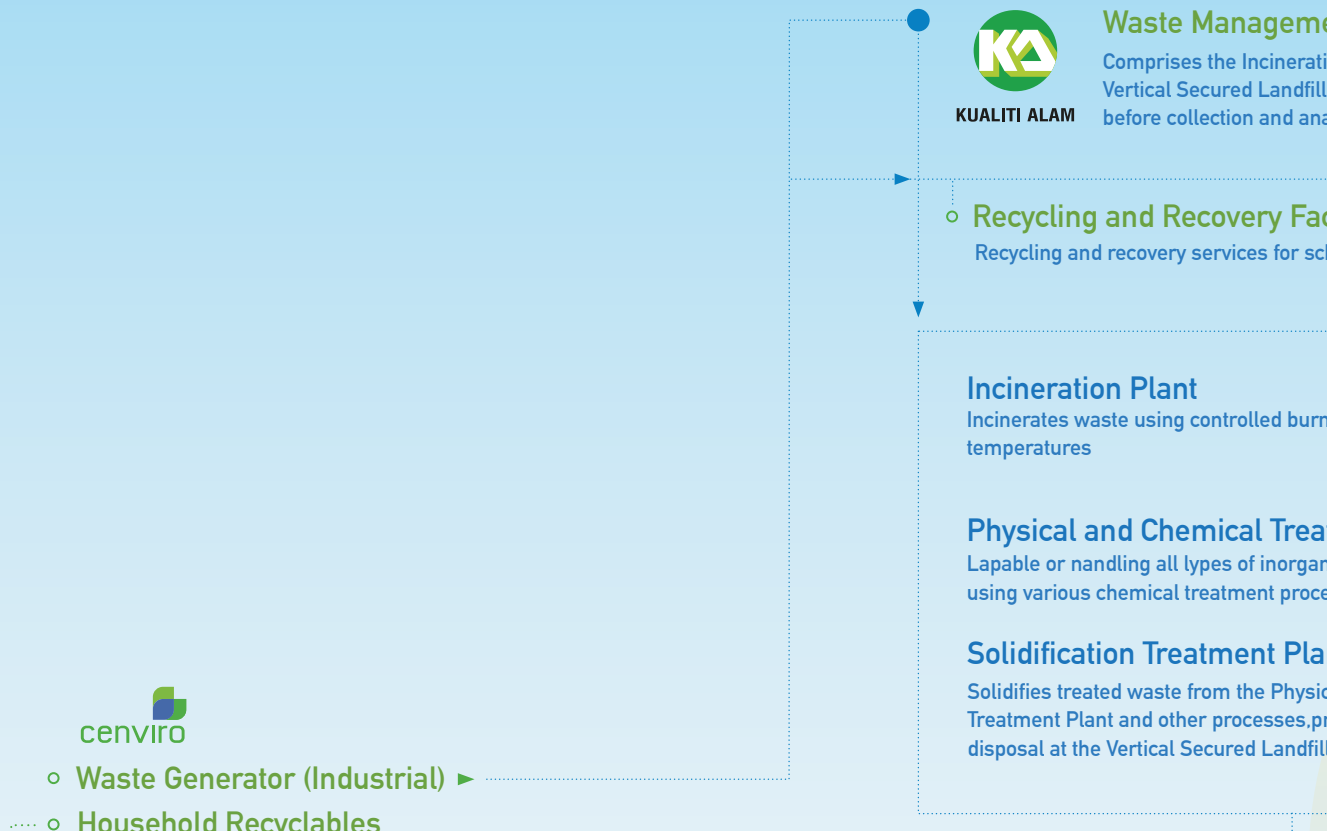 Waste Manageme
Comprises the Incinerati
Vertical Secured Landfill
before collection and ana
KUALITI ALAM
Recycling and Recovery Fac
Recycling and recovery services for sch
Incineration Plant
Incinerates waste using controlled burn
temperatures
Physical and Chemical Treat
Lapable or nandling all types of inorgan
using various chemical treatment proce
Solidification Treatment Pla
Solidifies treated waste from the Physic
Treatment Plant and other processes,pr
disposal at the Vertical Secured Landfill
cenviro
Waste Generator (Industrial)
Household Recyclables